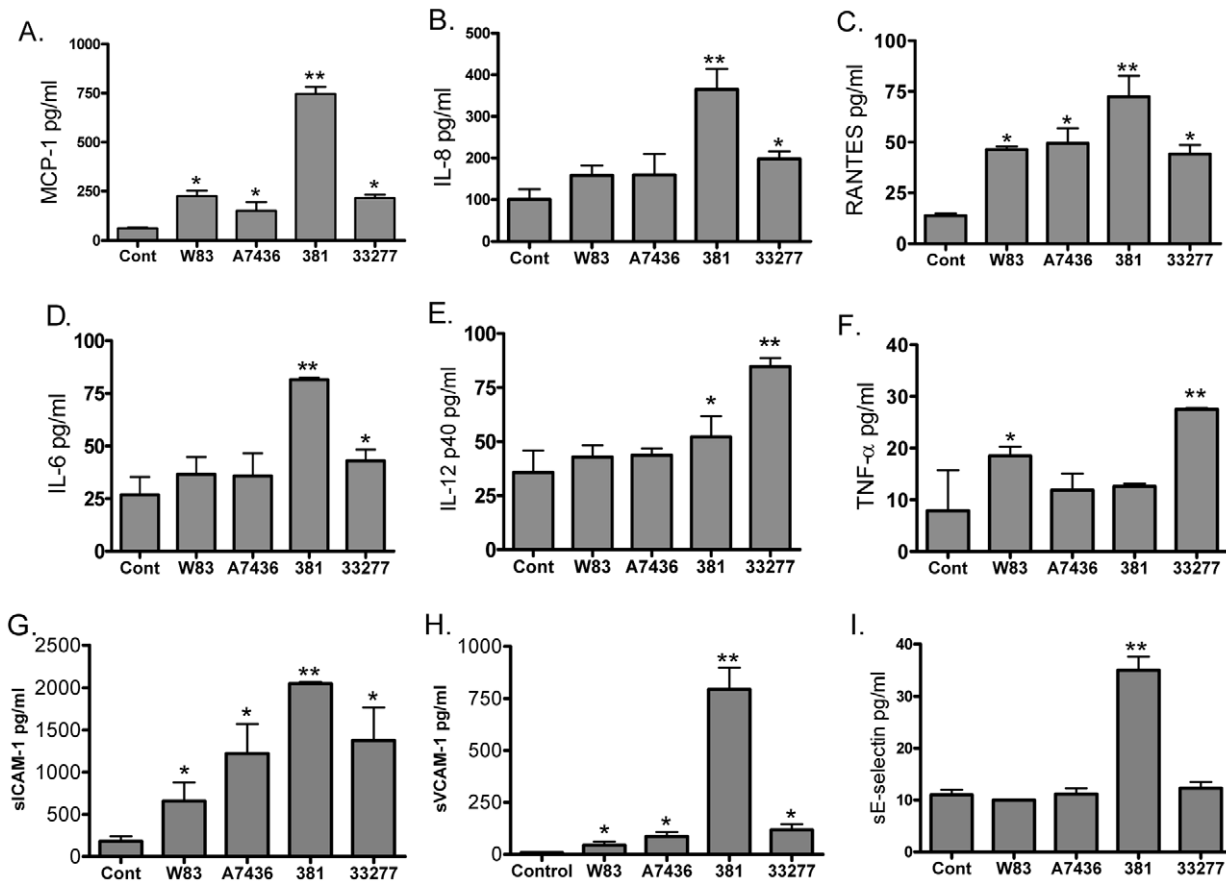 A.
MCP-1 pg/ml
1000
750
500
250
0
* * ** *
Cont W83 A7436 381 33277
B.
IL-8 pg/ml
500
400
300
200
100
0
** *
Cont W83 A7436 381 33277
C.
RANTES pg/ml
100
75
50
25
0
* * ** *
Cont W83 A7436 381 33277
D.
IL-6 pg/ml
100
75
50
25
0
** *
Cont W83 A7436 381 33277
E.
IL-12 p40 pg/ml
100
75
50
25
0
* **
Cont W83 A7436 381 33277
F.
TNF-α pg/ml
40
30
20
10
0
* **
Cont W83 A7436 381 33277
G.
sICAM-1 pg/ml
2500
2000
1500
1000
500
0
* * ** *
Cont W83 A7436 381 33277
H.
sVCAM-1 pg/ml
1000
750
500
250
0
* * ** *
Control W83 A7436 381 33277
I.
sE-selectin pg/ml
40
30
20
10
0
**
Cont W83 A7436 381 33277